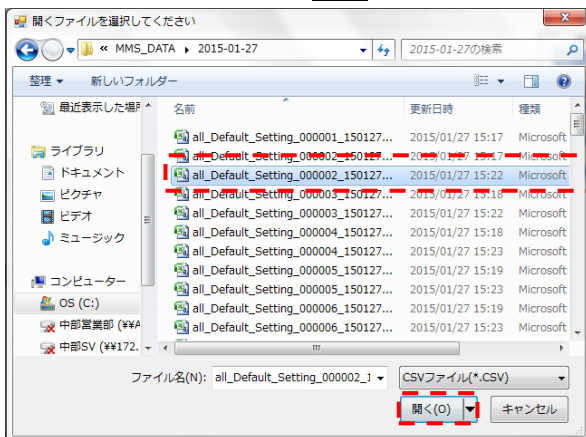 開くファイルを選択してください
« MMS_DATA ▸ 2015-01-27
2015-01-27の検索
整理 ▼ 新しいフォルダー
最近表示した場所
ライブラリ
ドキュメント
ピクチャ
ビデオ
ミュージック
コンピューター
OS (C:)
中部営業部 (¥¥A
中部SV (¥¥172.
名前 更新日時 種類
all_Default_Setting_000001_150127... 2015/01/27 15:17 Microsoft
all_Default_Setting_000002_150127... 2015/01/27 15:17 Microsoft
all_Default_Setting_000002_150127... 2015/01/27 15:22 Microsoft
all_Default_Setting_000003_150127... 2015/01/27 15:18 Microsoft
all_Default_Setting_000003_150127... 2015/01/27 15:22 Microsoft
all_Default_Setting_000004_150127... 2015/01/27 15:18 Microsoft
all_Default_Setting_000004_150127... 2015/01/27 15:23 Microsoft
all_Default_Setting_000005_150127... 2015/01/27 15:19 Microsoft
all_Default_Setting_000005_150127... 2015/01/27 15:23 Microsoft
all_Default_Setting_000006_150127... 2015/01/27 15:19 Microsoft
all_Default_Setting_000006_150127... 2015/01/27 15:23 Microsoft
ファイル名(N): all_Default_Setting_000002_1 CSVファイル(*.CSV)
開く(O) キャンセル